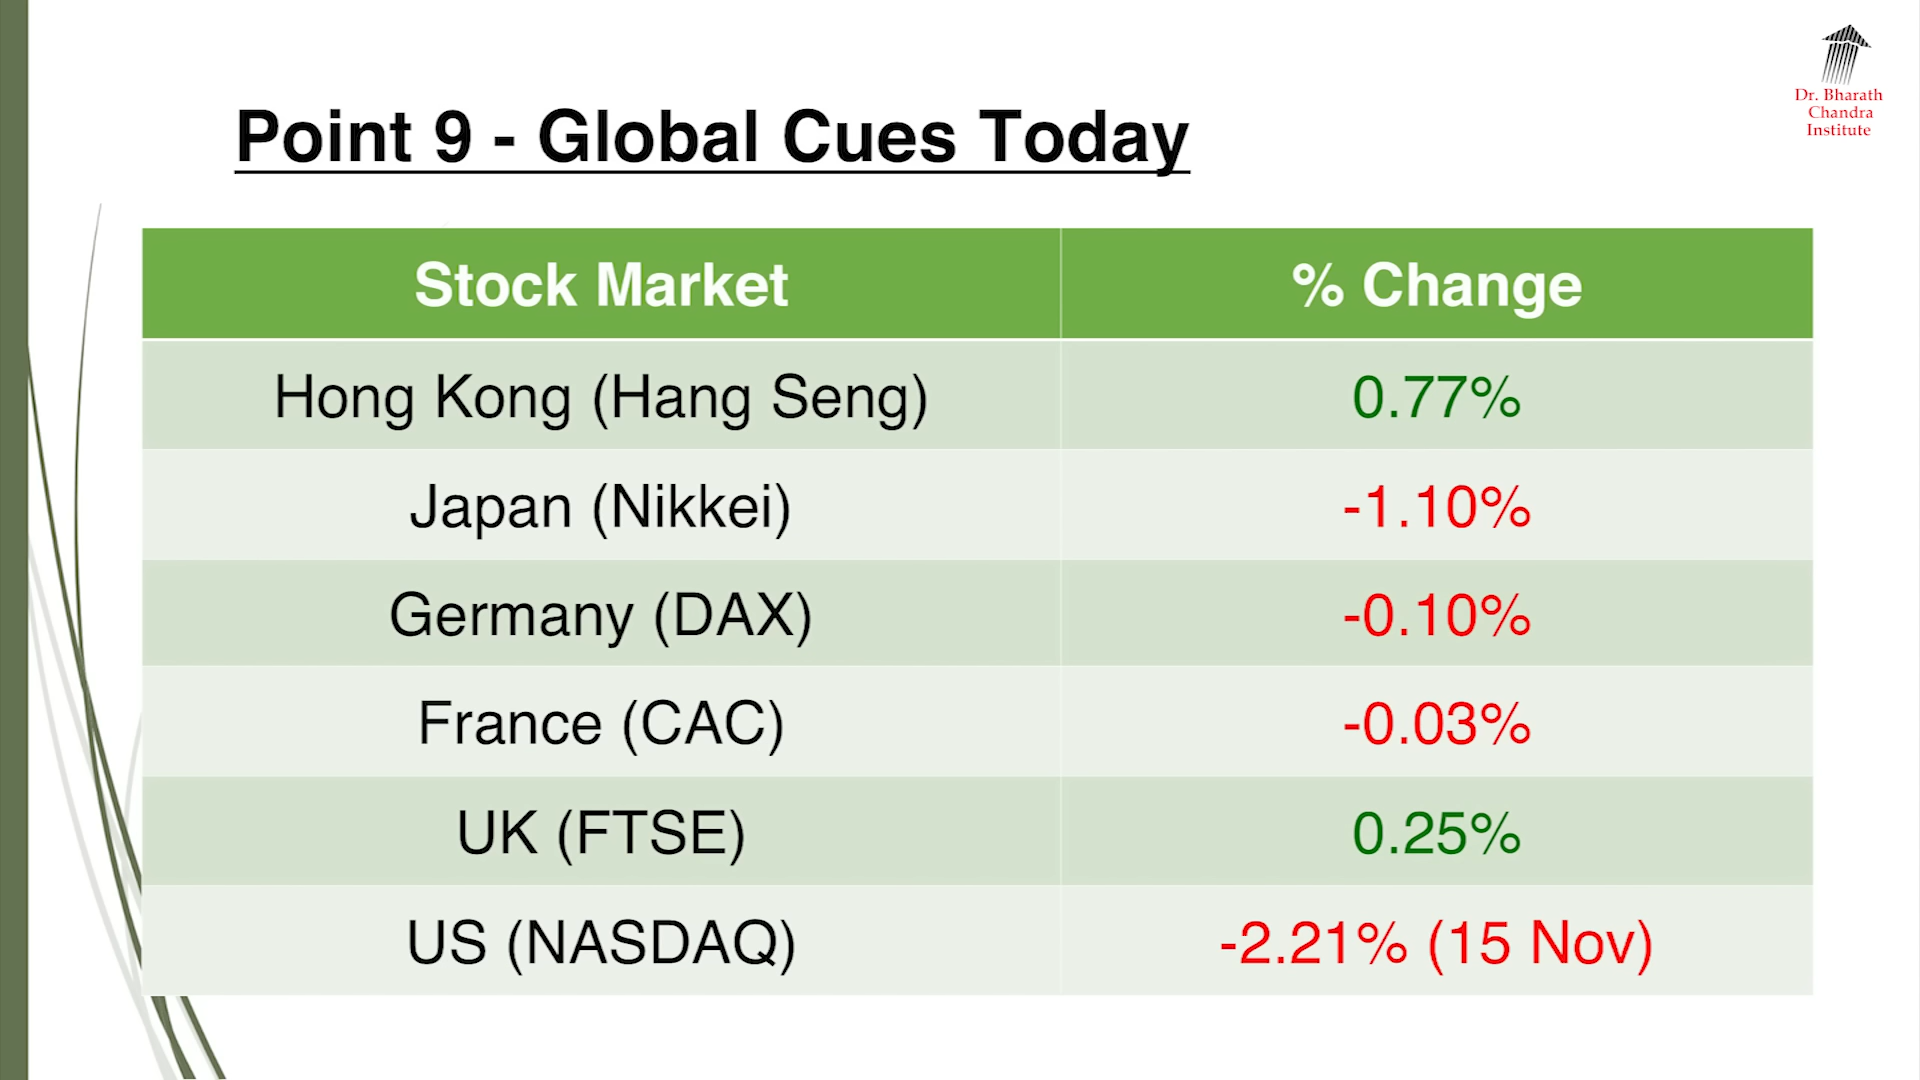 Dr. Bharath
Chandra
Institute
Point 9 - Global Cues Today
Stock Market % Change
Hong Kong (Hang Seng) 0.77%
Japan (Nikkei) -1.10%
Germany (DAX) -0.10%
France (CAC) -0.03%
UK (FTSE) 0.25%
US (NASDAQ) -2.21% (15 Nov)